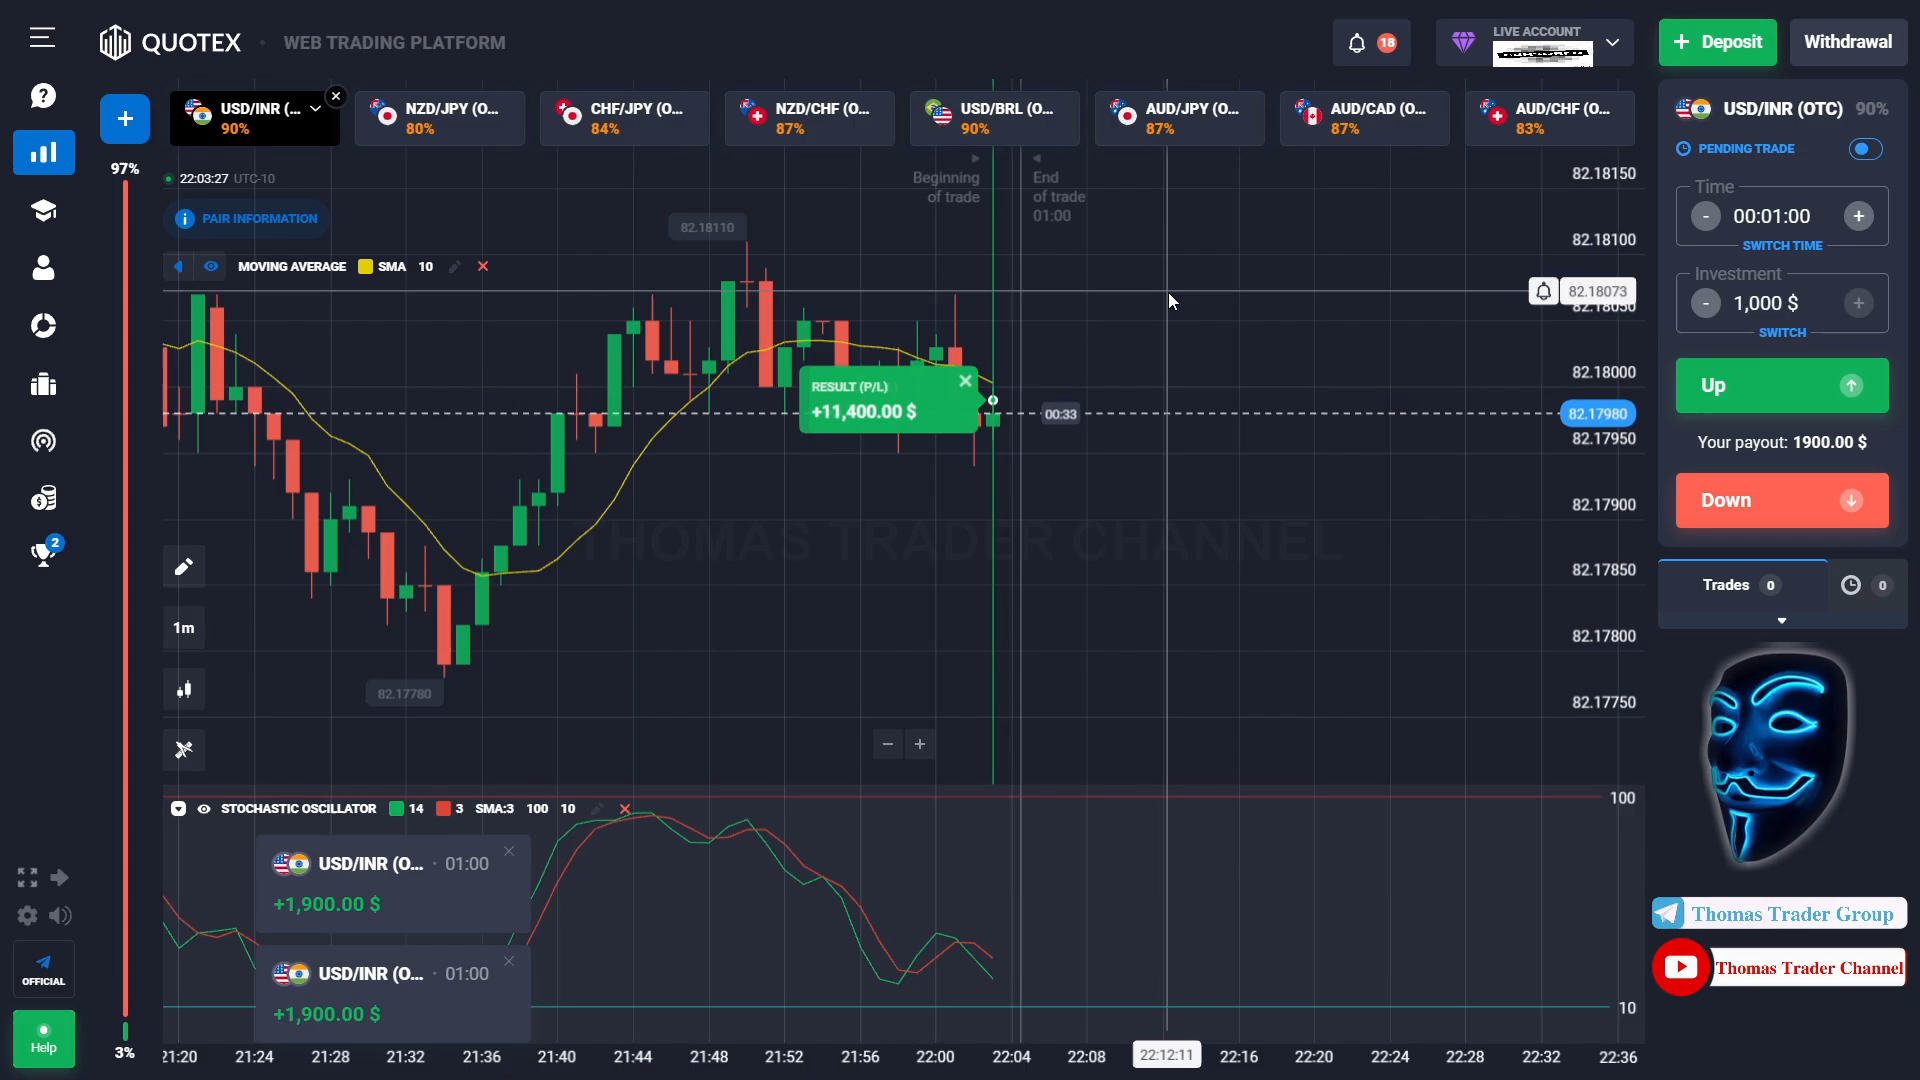 QUOTEX
WEB TRADING PLATFORM
18
LIVE ACCOUNT
+ Deposit
Withdrawal
USD/INR (...
90%
NZD/JPY (O...
80%
CHF/JPY (O...
84%
NZD/CHF (O...
87%
USD/BRL (O...
90%
AUD/JPY (O...
87%
AUD/CAD (O...
87%
AUD/CHF (O...
83%
97%
22:03:27 UTC-10
PAIR INFORMATION
MOVING AVERAGE SMA 10
82.18110
Beginning
of trade
End
of trade
01:00
82.18150
82.18100
82.18073
82.18050
82.18000
82.17980
82.17950
82.17900
82.17850
82.17800
82.17750
RESULT (P/L)
+11,400.00 $
00:33
THOMAS TRADER CHANNEL
1m
82.17780
STOCHASTIC OSCILLATOR 14 3 SMA:3 100 10
100
10
USD/INR (O... · 01:00
+1,900.00 $
USD/INR (O... · 01:00
+1,900.00 $
3%
21:20 21:24 21:28 21:32 21:36 21:40 21:44 21:48 21:52 21:56 22:00 22:04 22:08 22:12:11 22:16 22:20 22:24 22:28 22:32 22:36
2
OFFICIAL
Help
USD/INR (OTC) 90%
PENDING TRADE
Time
- 00:01:00 +
SWITCH TIME
Investment
- 1,000 $ +
SWITCH
Up
Your payout: 1900.00 $
Down
Trades 0
0
Thomas Trader Group
Thomas Trader Channel